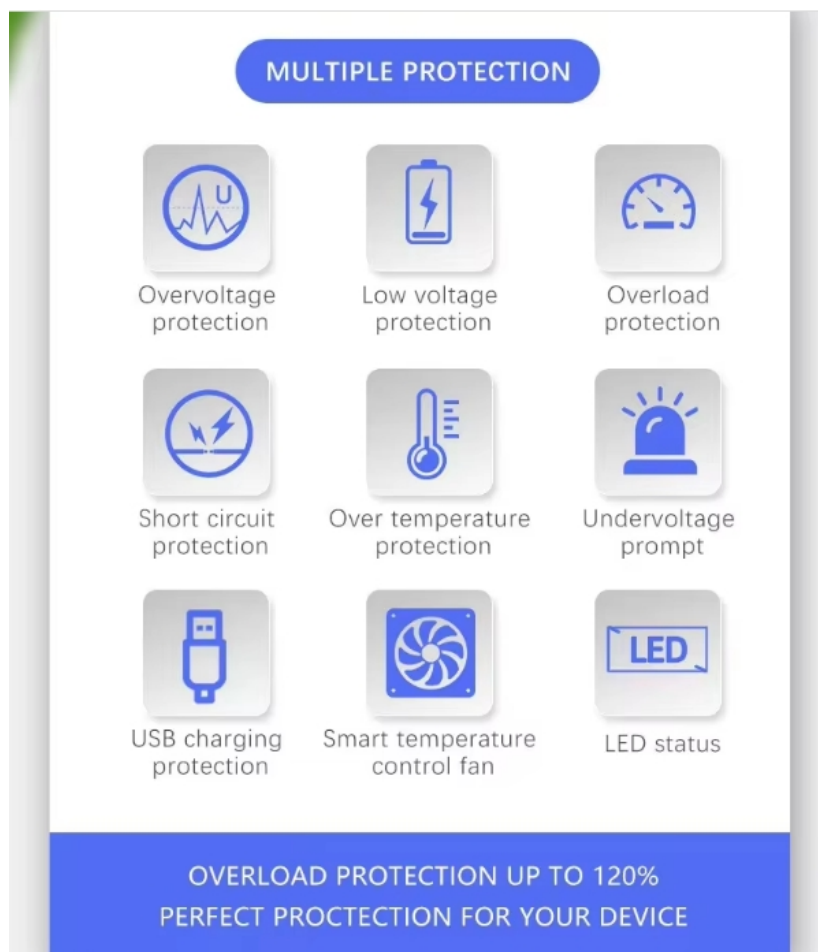 MULTIPLE PROTECTION
U
Overvoltage
protection
Low voltage
protection
Overload
protection
Short circuit
protection
Over temperature
protection
Undervoltage
prompt
LED
USB charging
protection
Smart temperature
control fan
LED status
OVERLOAD PROTECTION UP TO 120%
PERFECT PROCTECTION FOR YOUR DEVICE